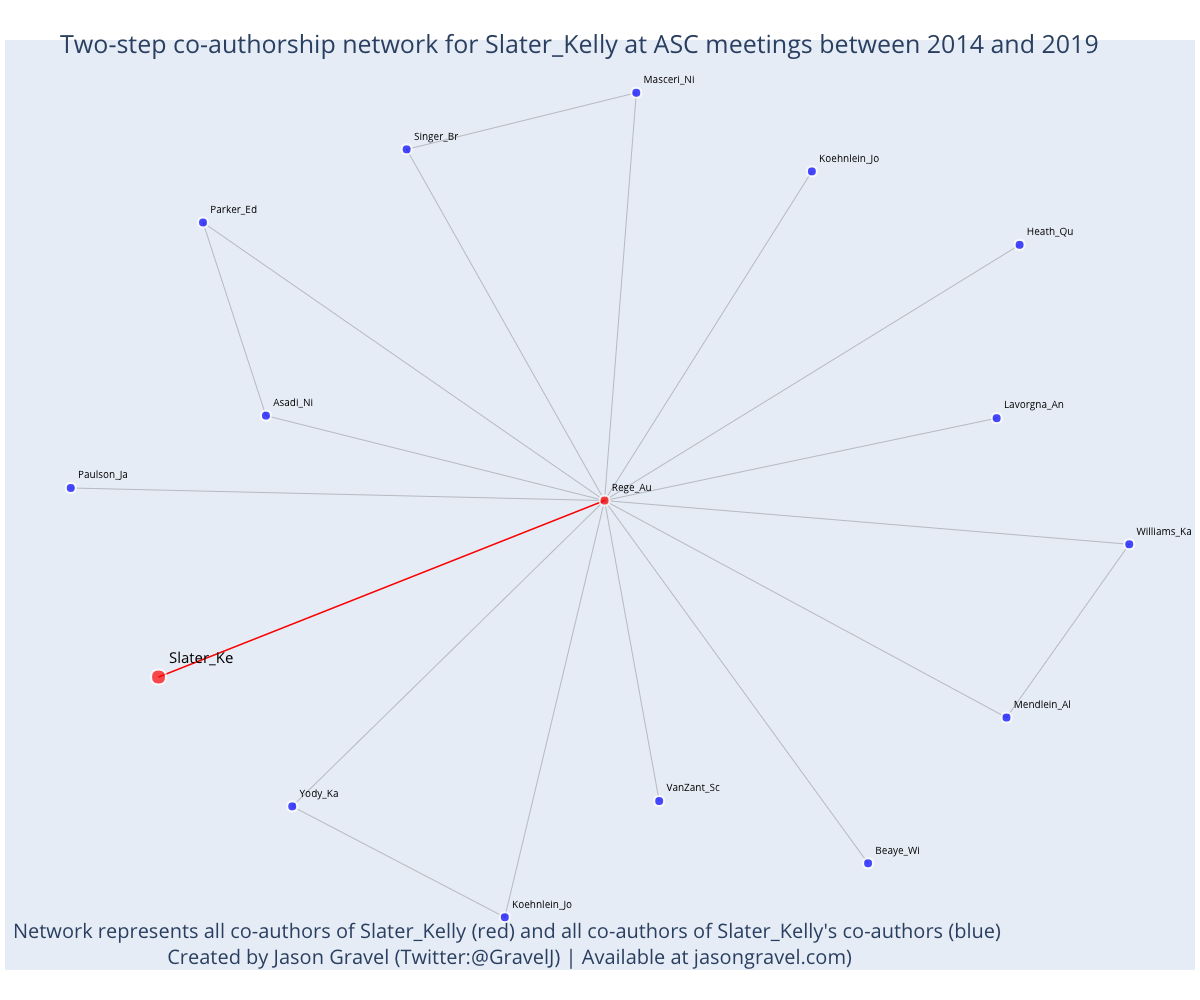 Two-step co-authorship network for Slater_Kelly at ASC meetings between 2014 and 2019
Masceri_Ni
Singer_Br
Koehnlein_Jo
Parker_Ed
Heath_Qu
Asadi_Ni
Lavorgna_An
Paulson_Ja
Rege_Au
Williams_Ka
Slater_Ke
Mendlein_Al
Yody_Ka
VanZant_Sc
Beaye_Wi
Koehnlein_Jo
Network represents all co-authors of Slater_Kelly (red) and all co-authors of Slater_Kelly's co-authors (blue)
Created by Jason Gravel (Twitter:@GravelJ) | Available at jasongravel.com)